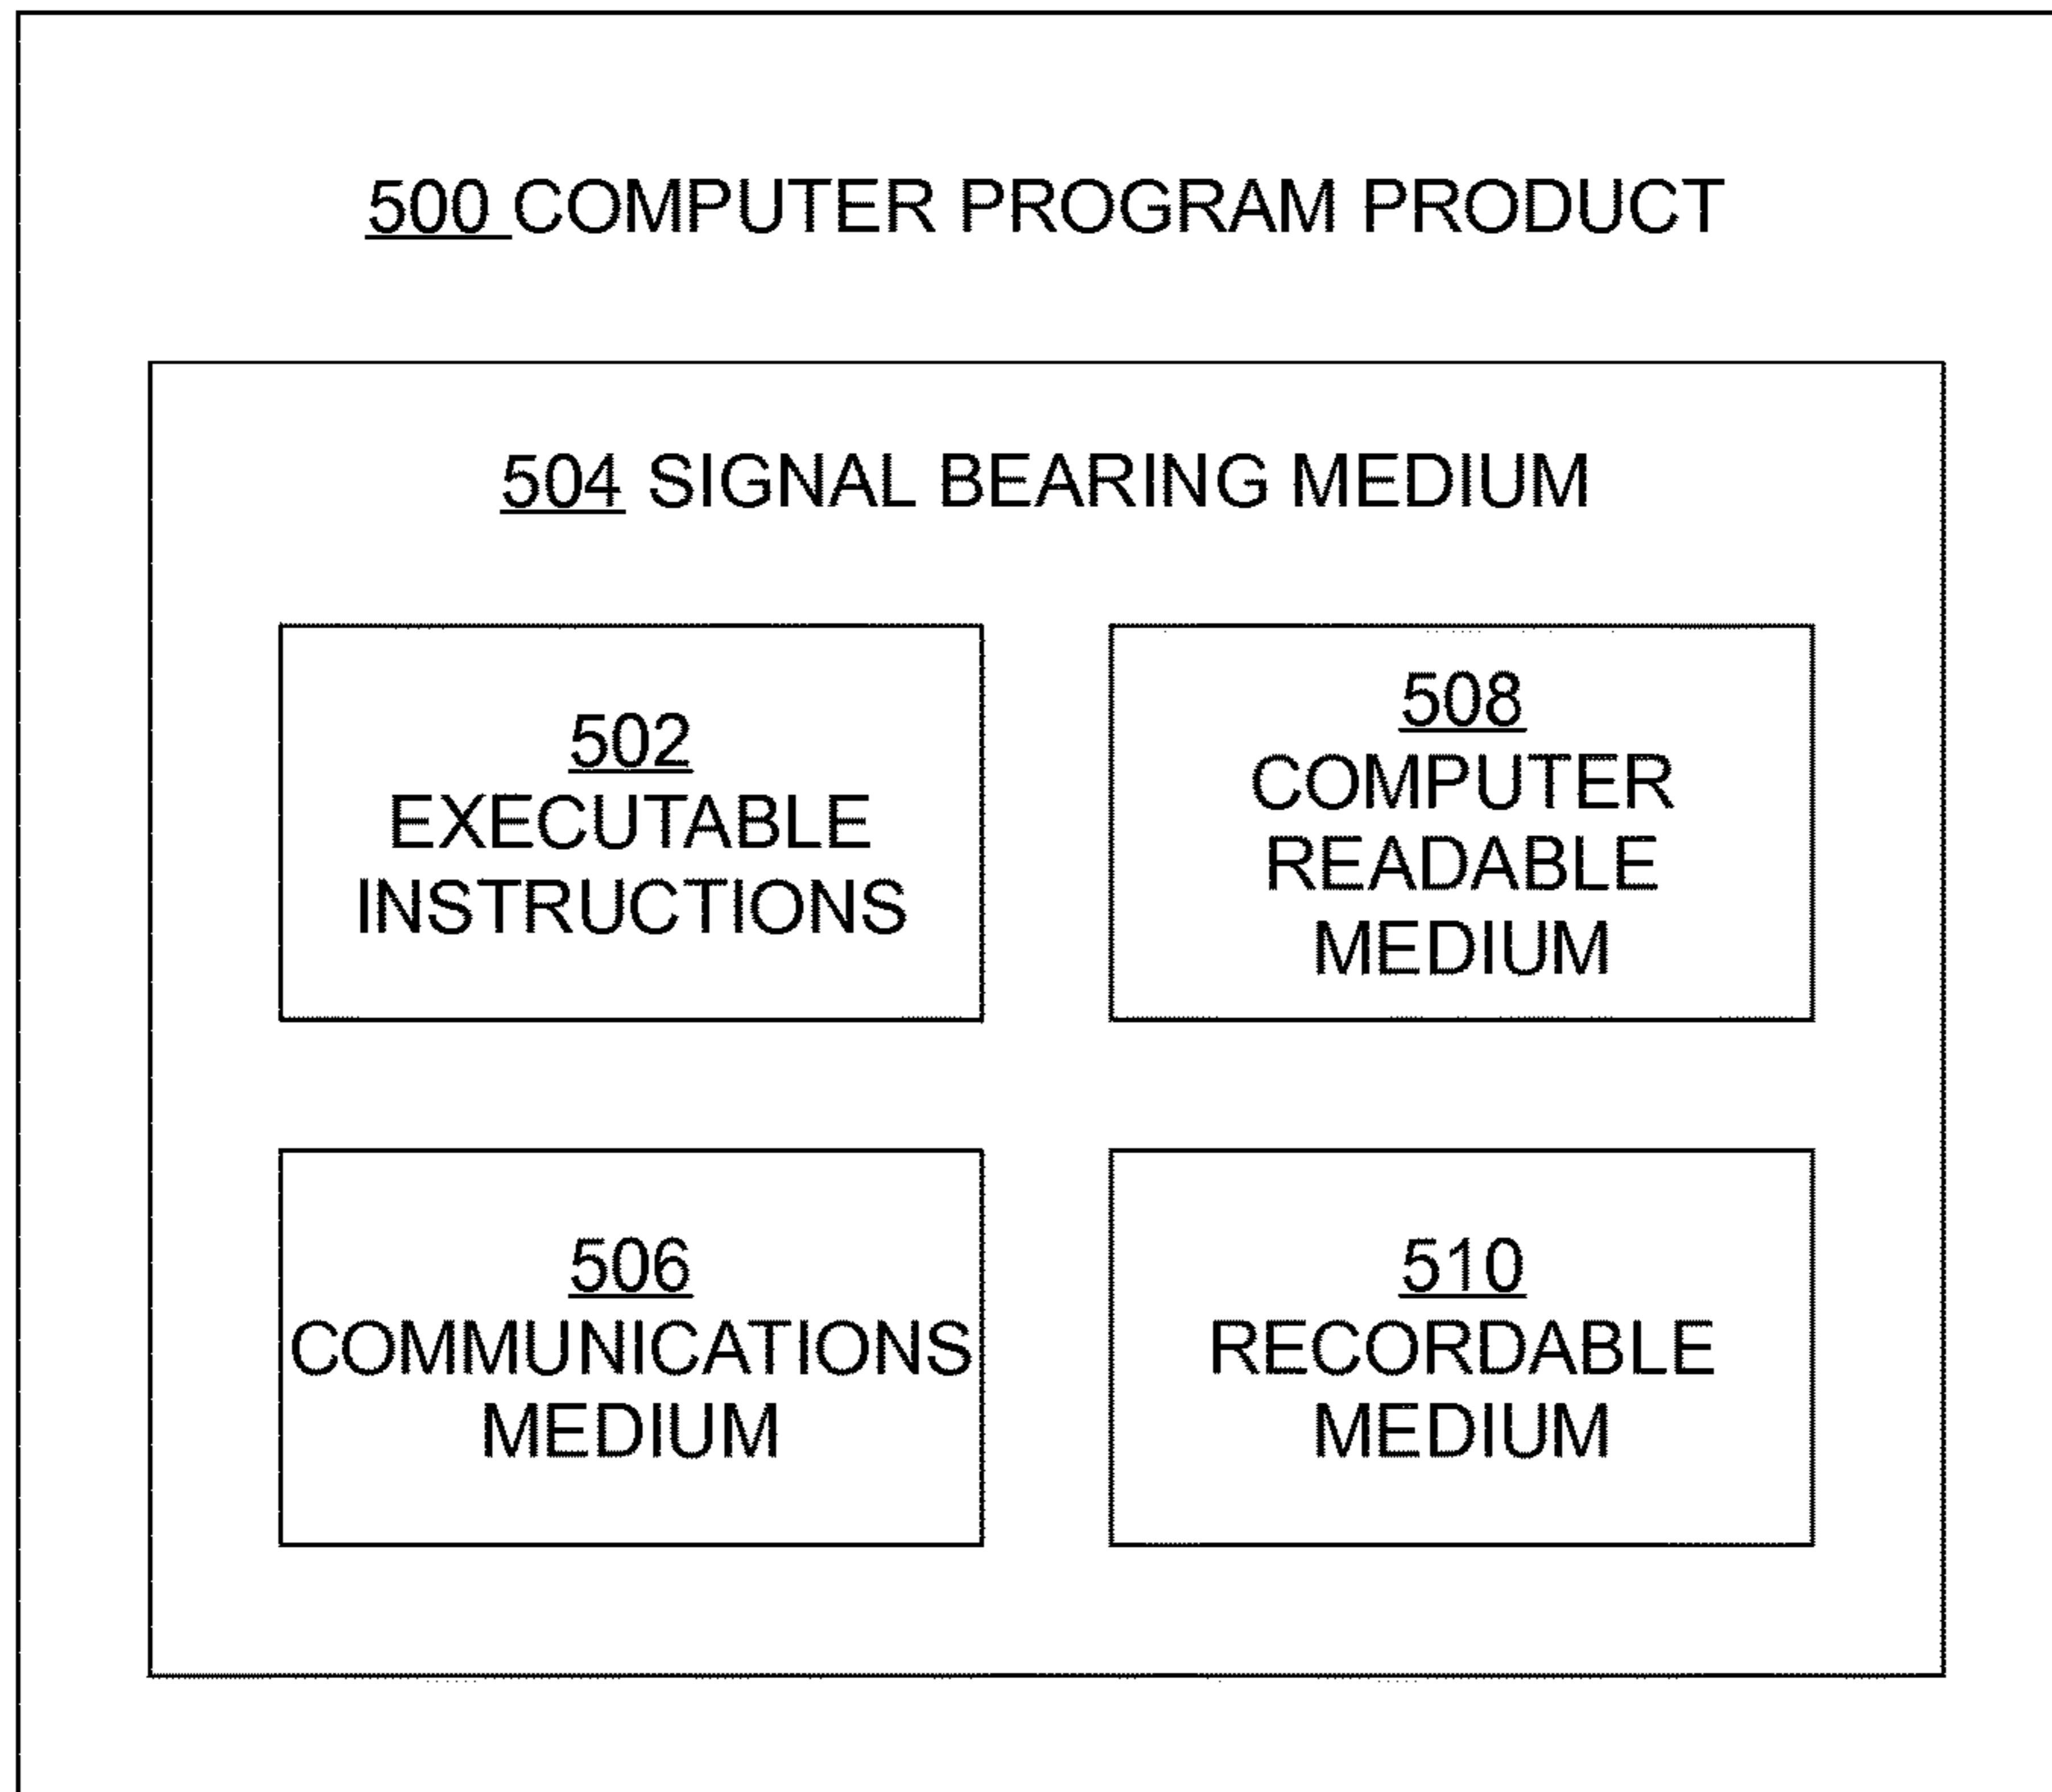 500 COMPUTER PROGRAM PRODUCT
504 SIGNAL BEARING MEDIUM
502
EXECUTABLE
INSTRUCTIONS
508
COMPUTER
READABLE
MEDIUM
506
COMMUNICATIONS
MEDIUM
510
RECORDABLE
MEDIUM